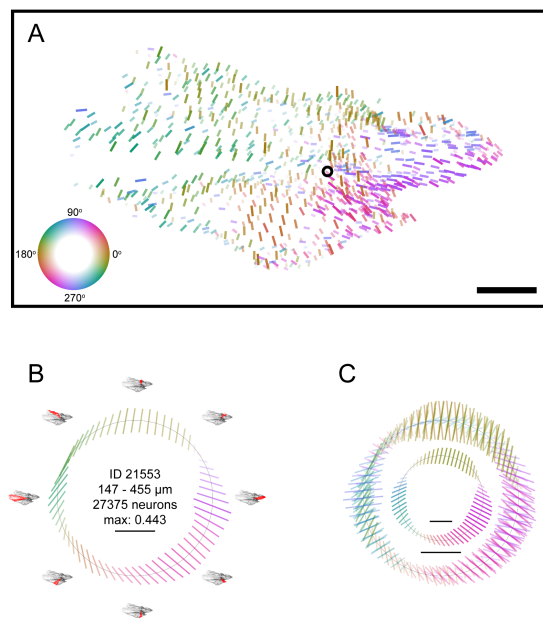 A
90°
180°
0°
270°
B
C
ID 21553
147 - 455 µm
27375 neurons
max: 0.443